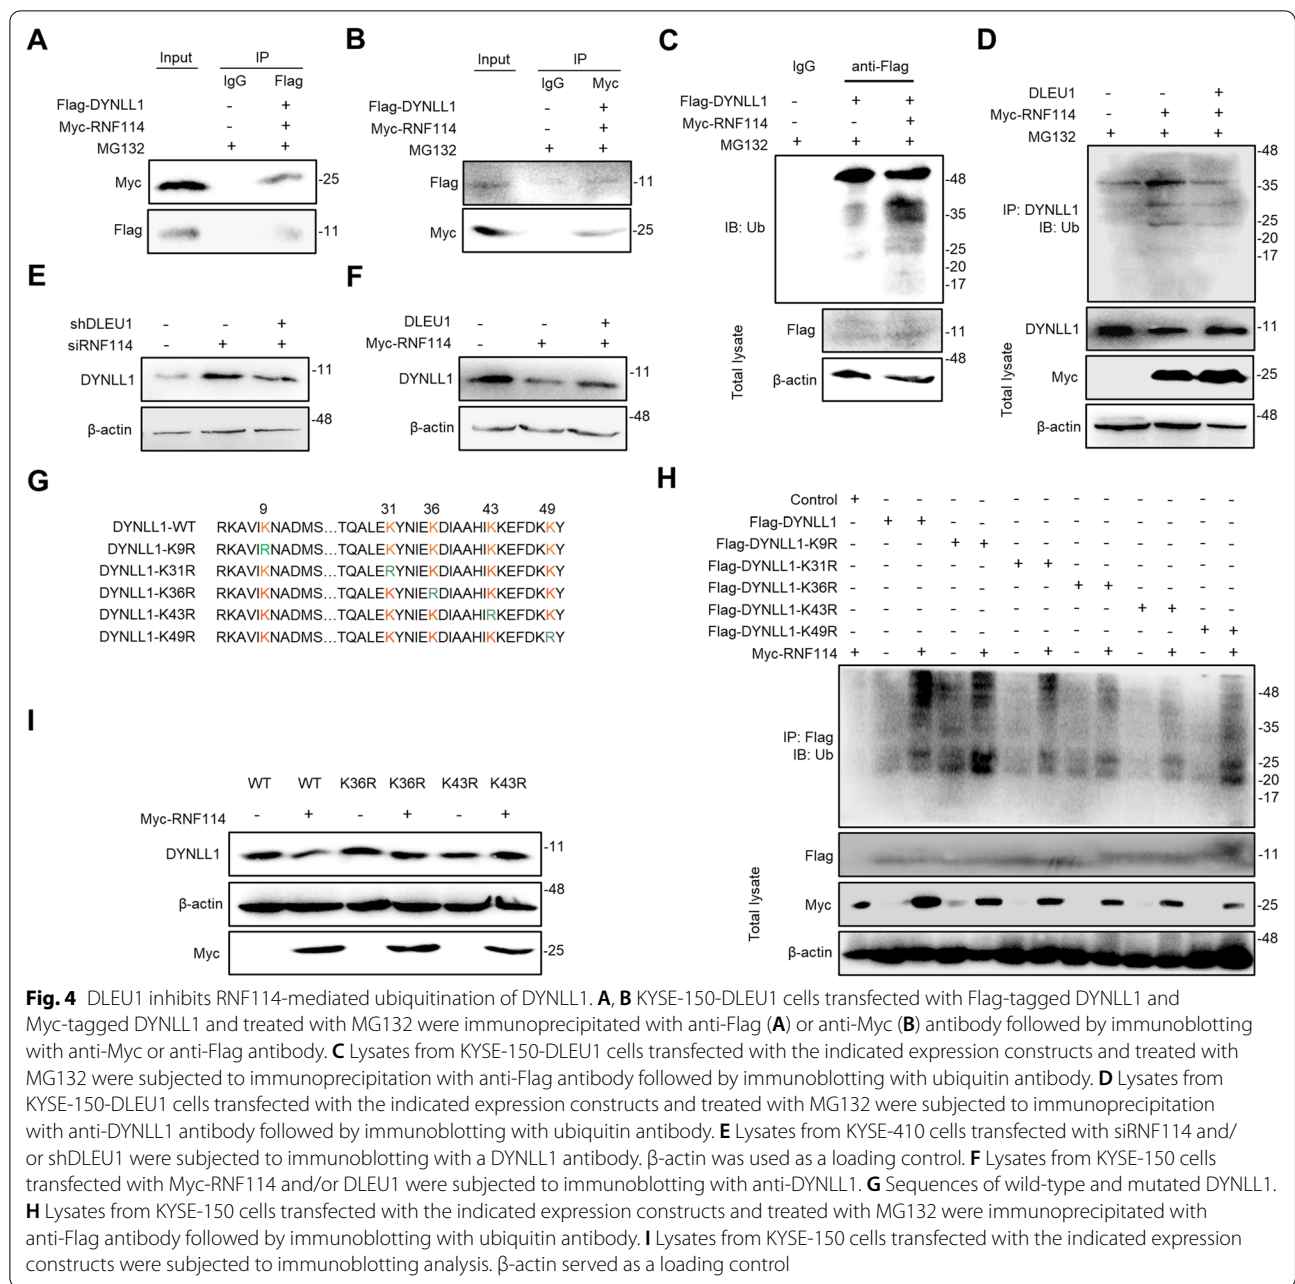 A
Input IP
IgG Flag
Flag-DYNLL1 - +
Myc-RNF114 - +
MG132 + +
Myc -25
Flag -11
B
Input IP
IgG Myc
Flag-DYNLL1 - +
Myc-RNF114 - +
MG132 + +
Flag -11
Myc -25
C
IgG anti-Flag
Flag-DYNLL1 - + +
Myc-RNF114 - - +
MG132 + + +
-48
-35
IB: Ub
-25
-20
-17
Flag -11
-48
β-actin
Total lysate
D
DLEU1 - - +
Myc-RNF114 - + +
MG132 + + +
-48
-35
IP: DYNLL1
IB: Ub
-25
-20
-17
DYNLL1 -11
Myc -25
-48
β-actin
Total lysate
E
shDLEU1 - - +
siRNF114 - + +
DYNLL1 -11
-48
β-actin
F
DLEU1 - - +
Myc-RNF114 - + +
DYNLL1 -11
-48
β-actin
G
9 31 36 43 49
DYNLL1-WT RKAVIKNADMS...TQALEKYNIEKDIAAHIKKEFDKKY
DYNLL1-K9R RKAVIRNADMS...TQALEKYNIEKDIAAHIKKEFDKKY
DYNLL1-K31R RKAVIKNADMS...TQALERYNIEKDIAAHIKKEFDKKY
DYNLL1-K36R RKAVIKNADMS...TQALEKYNIERDIAAHIKKEFDKKY
DYNLL1-K43R RKAVIKNADMS...TQALEKYNIEKDIAAHIRKEFDKKY
DYNLL1-K49R RKAVIKNADMS...TQALEKYNIEKDIAAHIKKEFDKRY
H
Control + - - - - - - - - - - - -
Flag-DYNLL1 - + + - - - - - - - - - -
Flag-DYNLL1-K9R - - - + + - - - - - - - -
Flag-DYNLL1-K31R - - - - - + + - - - - - -
Flag-DYNLL1-K36R - - - - - - - + + - - - -
Flag-DYNLL1-K43R - - - - - - - - - + + - -
Flag-DYNLL1-K49R - - - - - - - - - - - + +
Myc-RNF114 + - + - + - + - + - + - +
-48
-35
IP: Flag
IB: Ub
-25
-20
-17
Flag -11
Myc -25
-48
β-actin
Total lysate
I
WT WT K36R K36R K43R K43R
Myc-RNF114 - + - + - +
DYNLL1 -11
-48
β-actin
Myc -25
Fig. 4 DLEU1 inhibits RNF114-mediated ubiquitination of DYNLL1. A, B KYSE-150-DLEU1 cells transfected with Flag-tagged DYNLL1 and
Myc-tagged DYNLL1 and treated with MG132 were immunoprecipitated with anti-Flag (A) or anti-Myc (B) antibody followed by immunoblotting
with anti-Myc or anti-Flag antibody. C Lysates from KYSE-150-DLEU1 cells transfected with the indicated expression constructs and treated with
MG132 were subjected to immunoprecipitation with anti-Flag antibody followed by immunoblotting with ubiquitin antibody. D Lysates from
KYSE-150-DLEU1 cells transfected with the indicated expression constructs and treated with MG132 were subjected to immunoprecipitation
with anti-DYNLL1 antibody followed by immunoblotting with ubiquitin antibody. E Lysates from KYSE-410 cells transfected with siRNF114 and/
or shDLEU1 were subjected to immunoblotting with a DYNLL1 antibody. β-actin was used as a loading control. F Lysates from KYSE-150 cells
transfected with Myc-RNF114 and/or DLEU1 were subjected to immunoblotting with anti-DYNLL1. G Sequences of wild-type and mutated DYNLL1.
H Lysates from KYSE-150 cells transfected with the indicated expression constructs and treated with MG132 were immunoprecipitated with
anti-Flag antibody followed by immunoblotting with ubiquitin antibody. I Lysates from KYSE-150 cells transfected with the indicated expression
constructs were subjected to immunoblotting analysis. β-actin served as a loading control